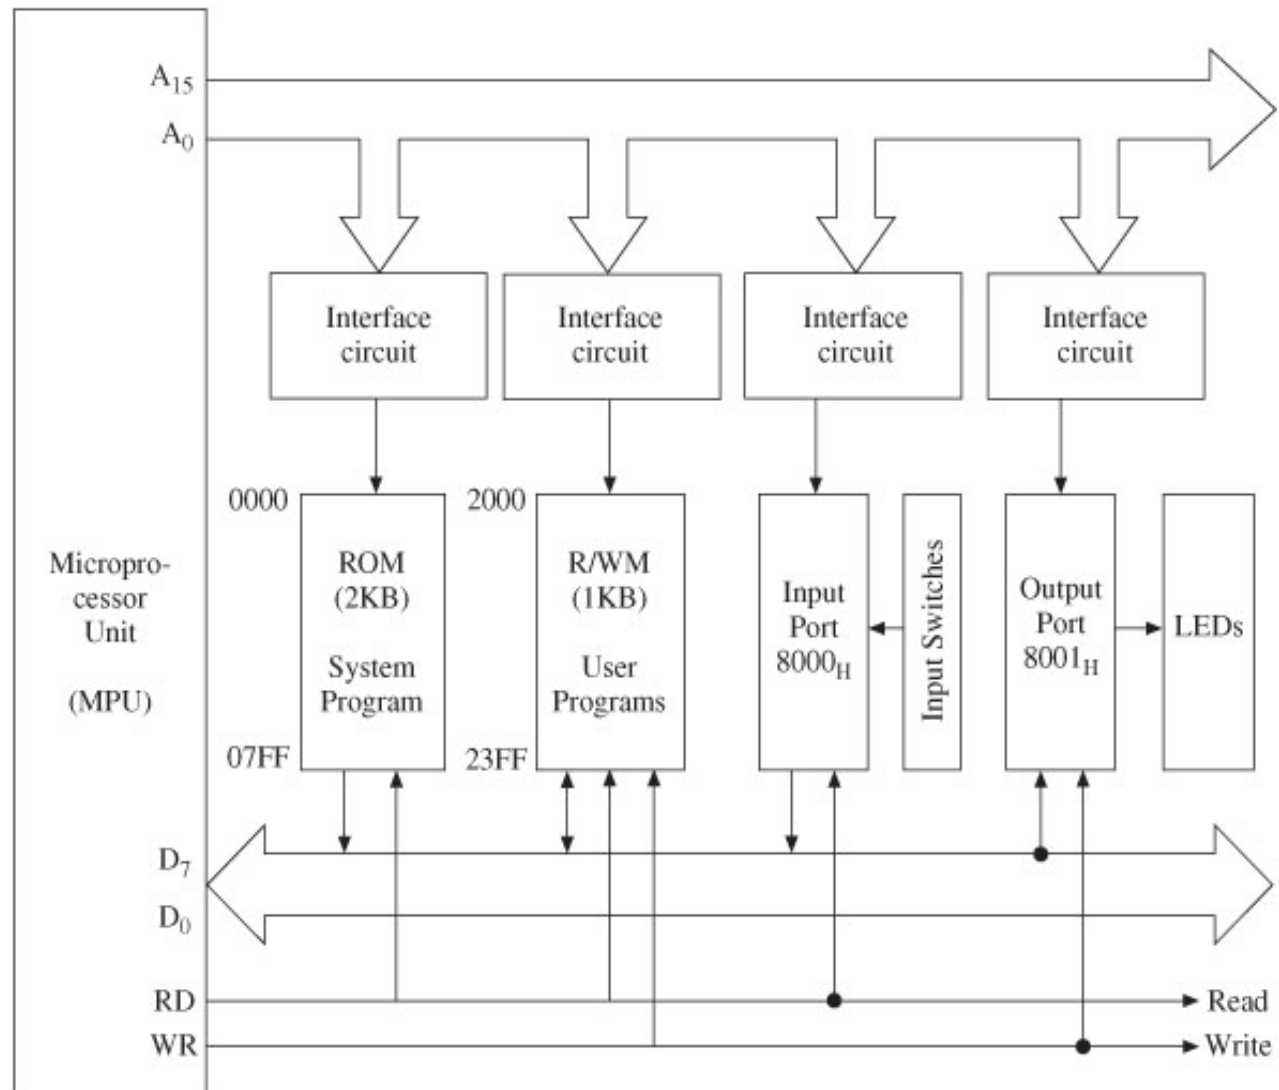 A15
A0
Interface
circuit
Interface
circuit
Interface
circuit
Interface
circuit
Micropro-
cessor
Unit
(MPU)
0000
ROM
(2KB)
System
Program
07FF
2000
R/WM
(1KB)
User
Programs
23FF
Input
Port
8000H
Input Switches
Output
Port
8001H
LEDs
D7
D0
RD
Read
WR
Write